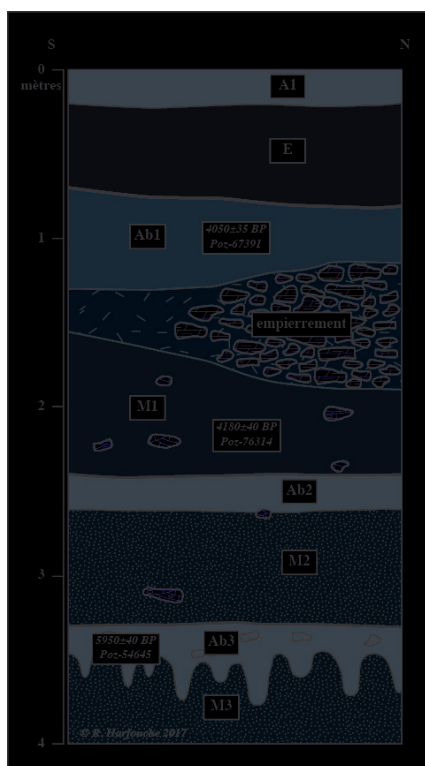 S N
0
mètres
A1
E
4050±35 BP
Poz-67391
Ab1
1
empierrement
2
M1
4180±40 BP
Poz-76314
Ab2
M2
3
5950±40 BP
Poz-54645
Ab3
M3
© R. Harfouche 2017
4